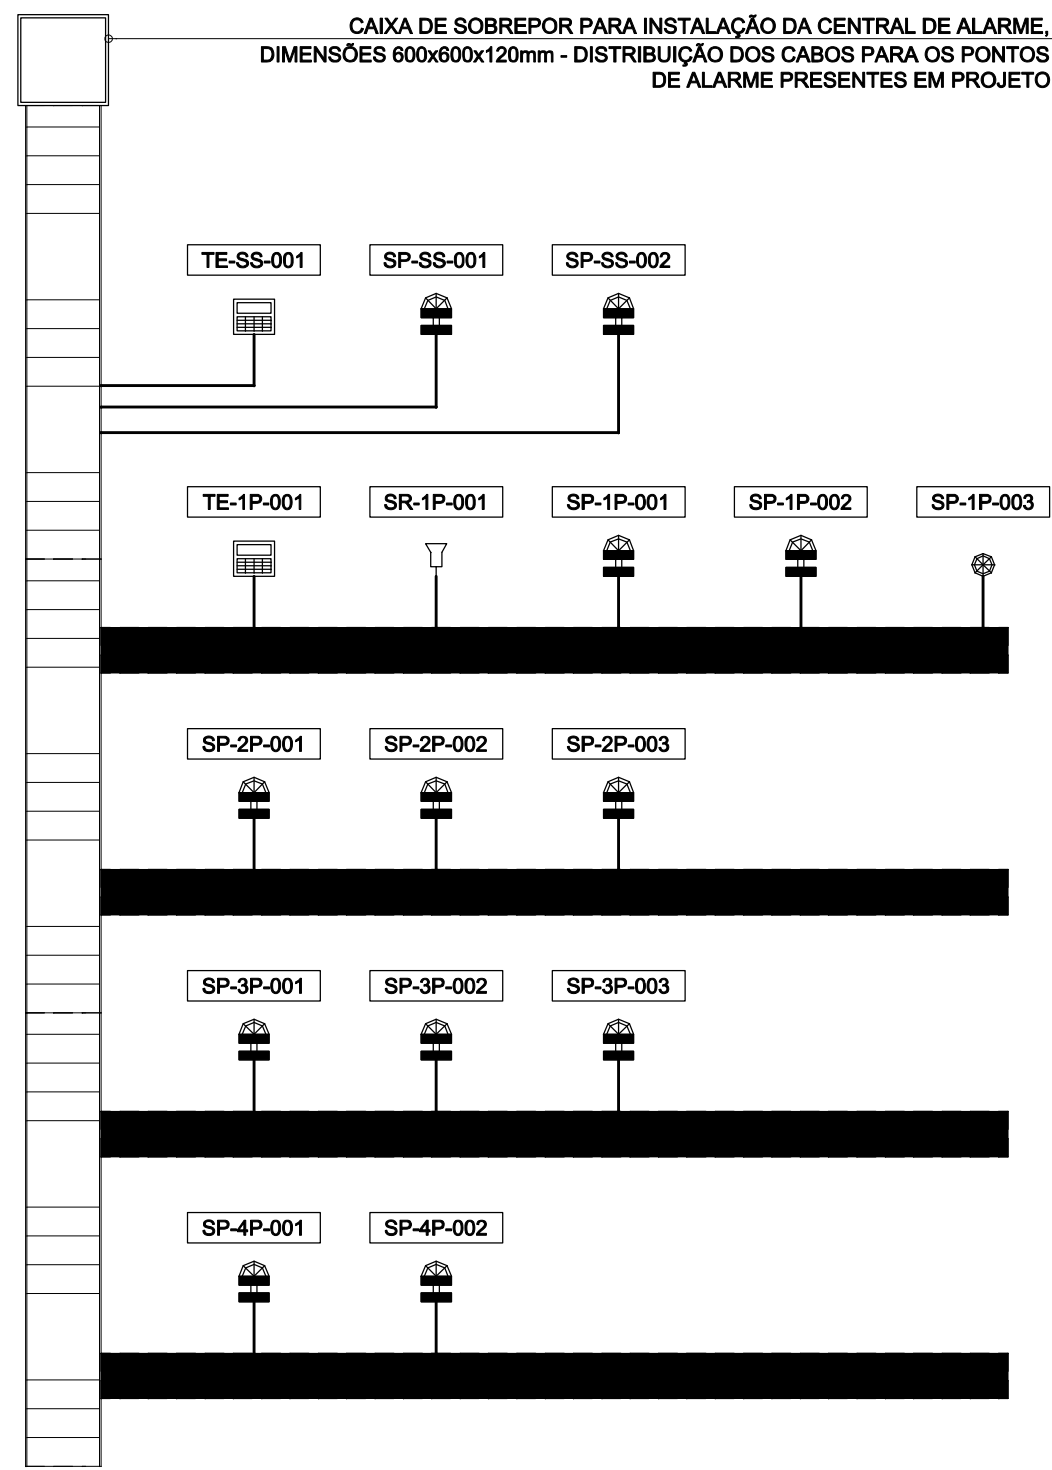 CAIXA DE SOBREPOR PARA INSTALAÇÃO DA CENTRAL DE ALARME,
DIMENSÕES 600x600x120mm - DISTRIBUIÇÃO DOS CABOS PARA OS PONTOS
DE ALARME PRESENTES EM PROJETO
TE-SS-001 SP-SS-001 SP-SS-002
TE-1P-001 SR-1P-001 SP-1P-001 SP-1P-002 SP-1P-003
SP-2P-001 SP-2P-002 SP-2P-003
SP-3P-001 SP-3P-002 SP-3P-003
SP-4P-001 SP-4P-002